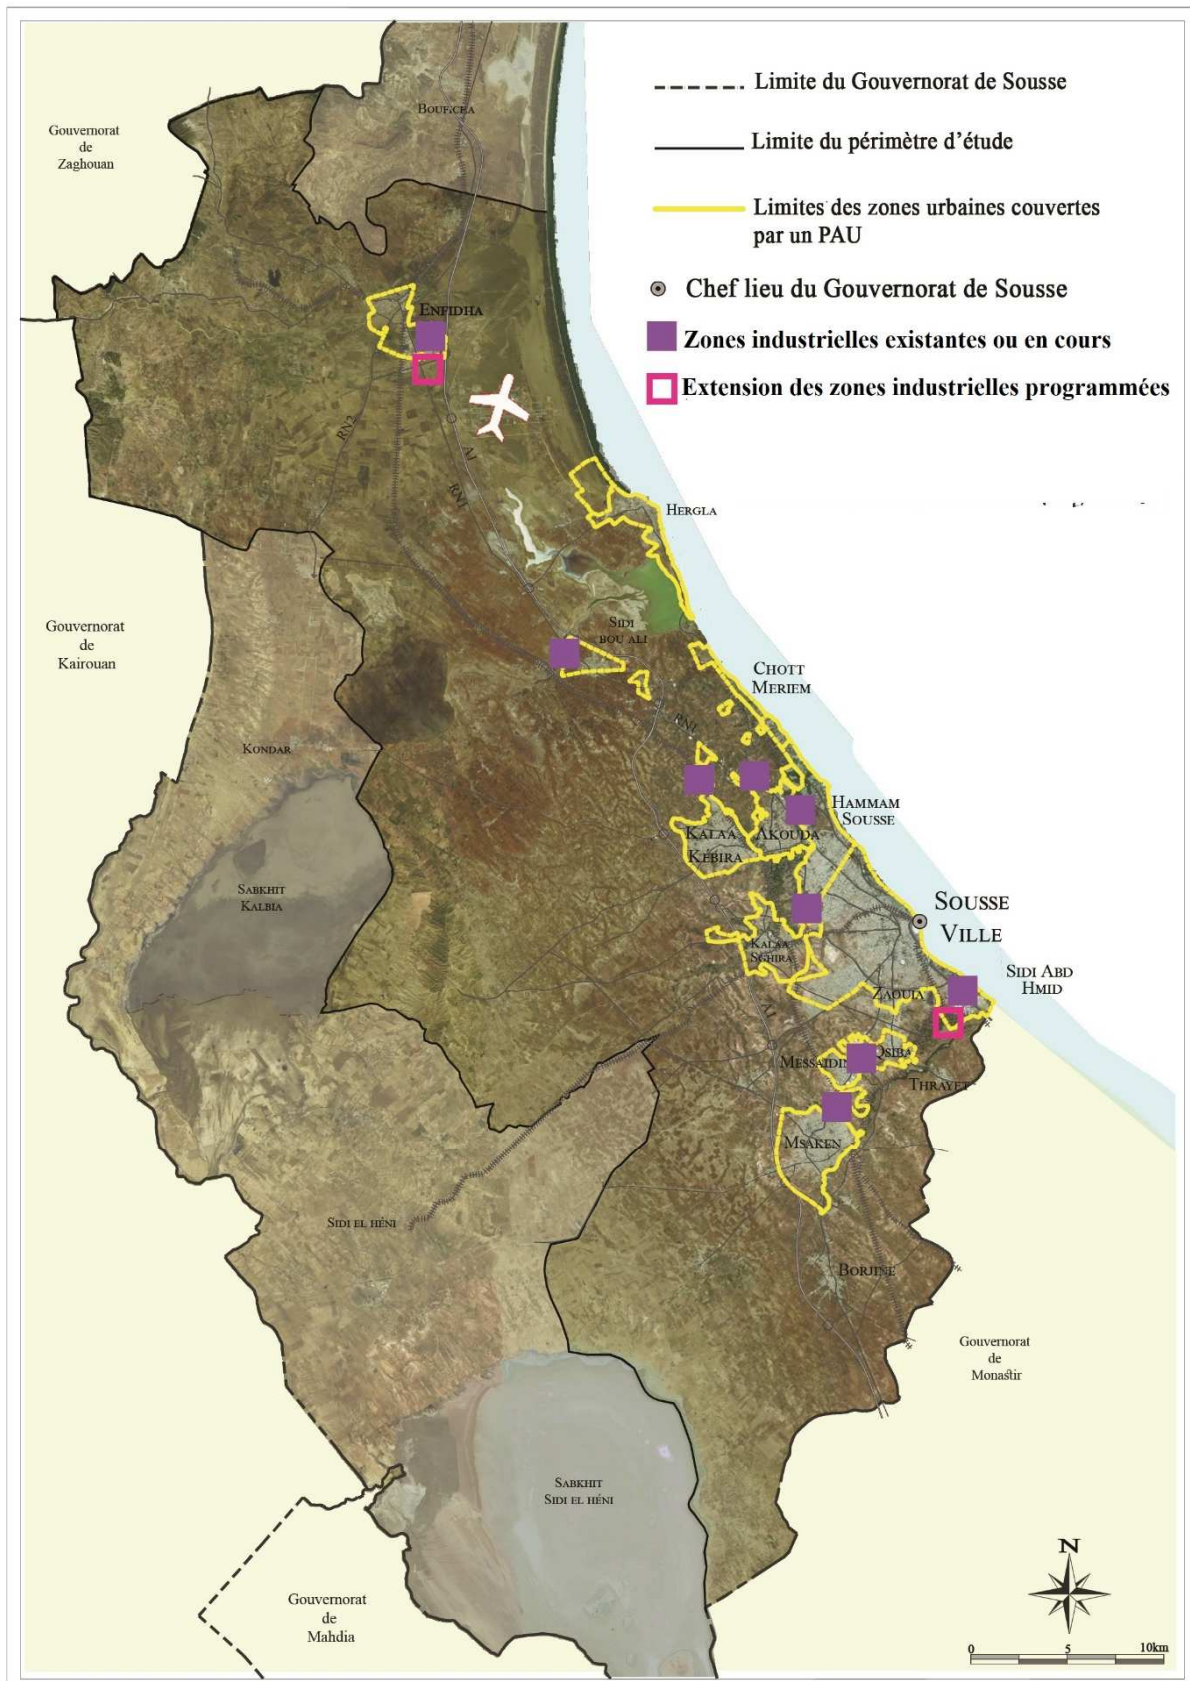 Limite du Gouvernorat de Sousse
Limite du périmètre d'étude
Limites des zones urbaines couvertes
par un PAU
Chef lieu du Gouvernorat de Sousse
Zones industrielles existantes ou en cours
Extension des zones industrielles programmées
Gouvernorat
de
Zaghouan
BOUFICHA
ENFIDHA
RN2
A1
RN1
HERGLA
Gouvernorat
de
Kairouan
SIDI
BOU ALI
CHOTT
MERIEM
RN1
KONDAR
HAMMAM
SOUSSE
KALAA
KEBIRA
AKOUDA
SABKHIT
KALBIA
SOUSSE
VILLE
KALAA
SGHIRA
SIDI ABD
HMID
ZAOUIA
A1
MESSAIDIN
QSIBA
THRAYET
MSAKEN
SIDI EL HÉNI
BORJINE
Gouvernorat
de
Monastir
SABKHIT
SIDI EL HÉNI
Gouvernorat
de
Mahdia
N
0 5 10km